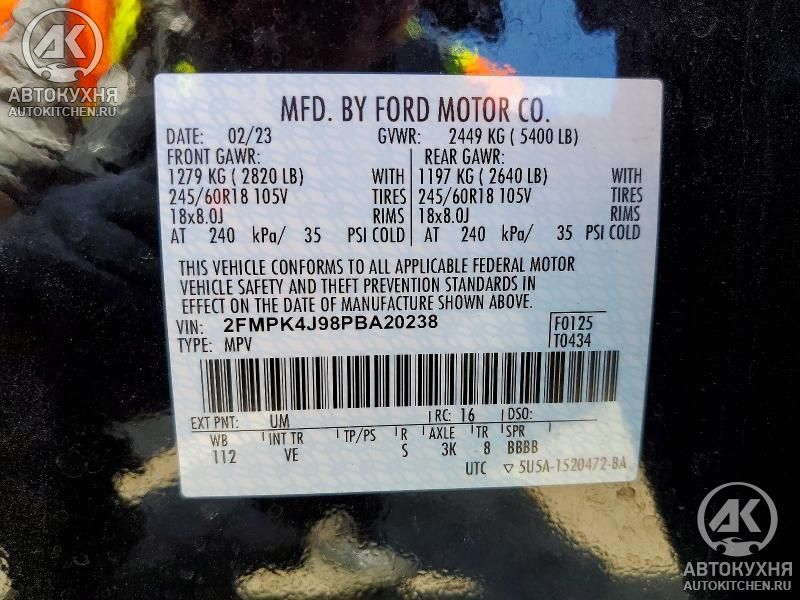 АК
АВТОКУХНЯ
AUTOKITCHEN.RU
MFD. BY FORD MOTOR CO.
DATE: 02/23 GVWR: 2449 KG ( 5400 LB)
FRONT GAWR: REAR GAWR:
1279 KG ( 2820 LB) WITH 1197 KG ( 2640 LB) WITH
245/60R18 105V TIRES 245/60R18 105V TIRES
18x8.0J RIMS 18x8.0J RIMS
AT 240 kPa/ 35 PSI COLD AT 240 kPa/ 35 PSI COLD
THIS VEHICLE CONFORMS TO ALL APPLICABLE FEDERAL MOTOR
VEHICLE SAFETY AND THEFT PREVENTION STANDARDS IN
EFFECT ON THE DATE OF MANUFACTURE SHOWN ABOVE.
VIN: 2FMPK4J98PBA20238 F0125
TYPE: MPV T0434
EXT PNT: UM RC: 16 DSO:
WB INT TR TP/PS R AXLE TR SPR
112 VE S 3K 8 BBBB
UTC ▽ 5U5A-1520472-BA
АК
АВТОКУХНЯ
AUTOKITCHEN.RU